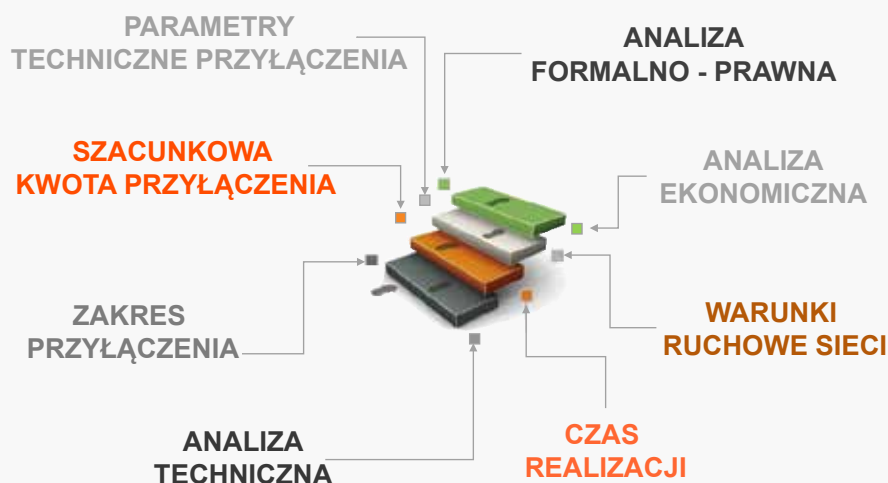 PARAMETRY
TECHNICZNE PRZYŁĄCZENIA
ANALIZA
FORMALNO - PRAWNA
SZACUNKOWA
KWOTA PRZYŁĄCZENIA
ANALIZA
EKONOMICZNA
ZAKRES
PRZYŁĄCZENIA
WARUNKI
RUCHOWE SIECI
ANALIZA
TECHNICZNA
CZAS
REALIZACJI